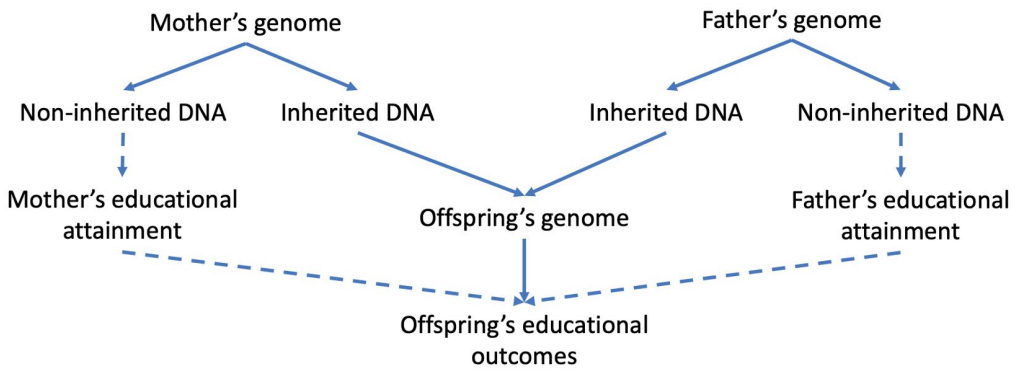 Mother’s genome
Father’s genome
Non-inherited DNA
Inherited DNA
Inherited DNA
Non-inherited DNA
Mother’s educational
attainment
Offspring’s genome
Father’s educational
attainment
Offspring’s educational
outcomes